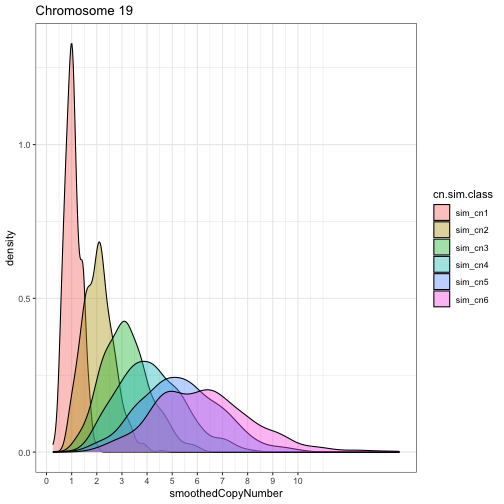 Chromosome 19
density
1.0
0.5
0.0
0 1 2 3 4 5 6 7 8 9 10
smoothedCopyNumber
cn.sim.class
sim_cn1
sim_cn2
sim_cn3
sim_cn4
sim_cn5
sim_cn6